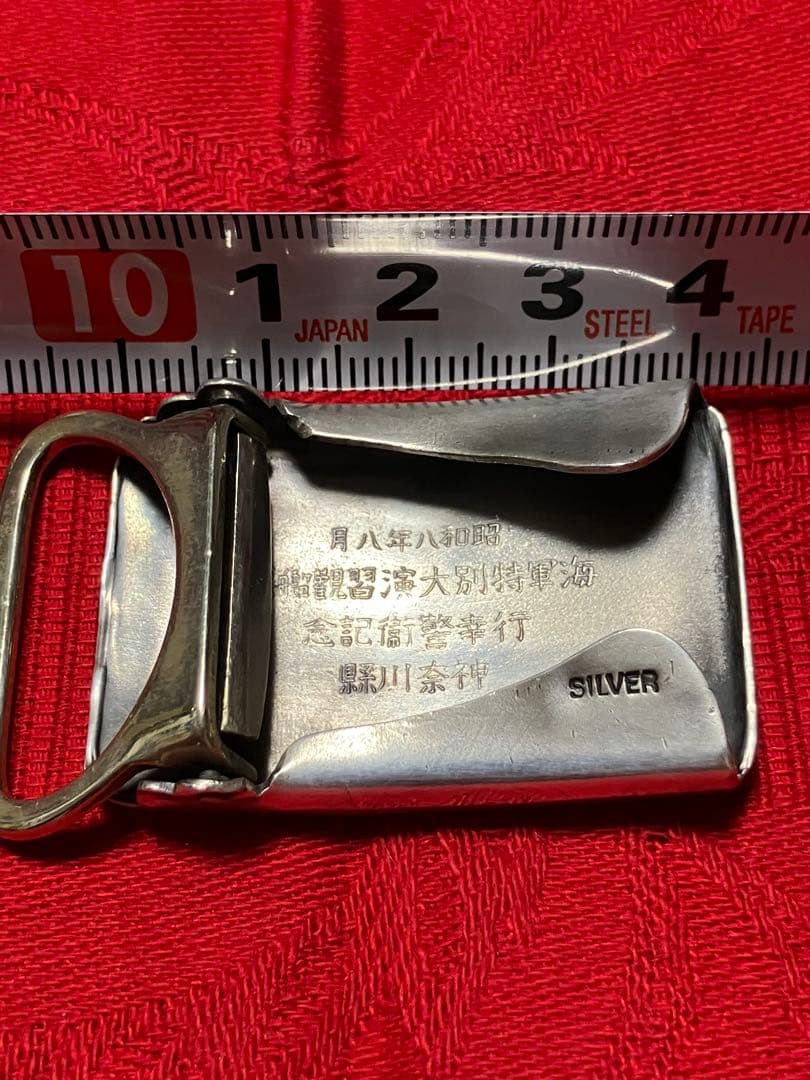 10 1 2 3 4
JAPAN STEEL TAPE
昭和八年八月
海軍特別大演習觀艦
行幸警衛記念
神奈川縣
SILVER